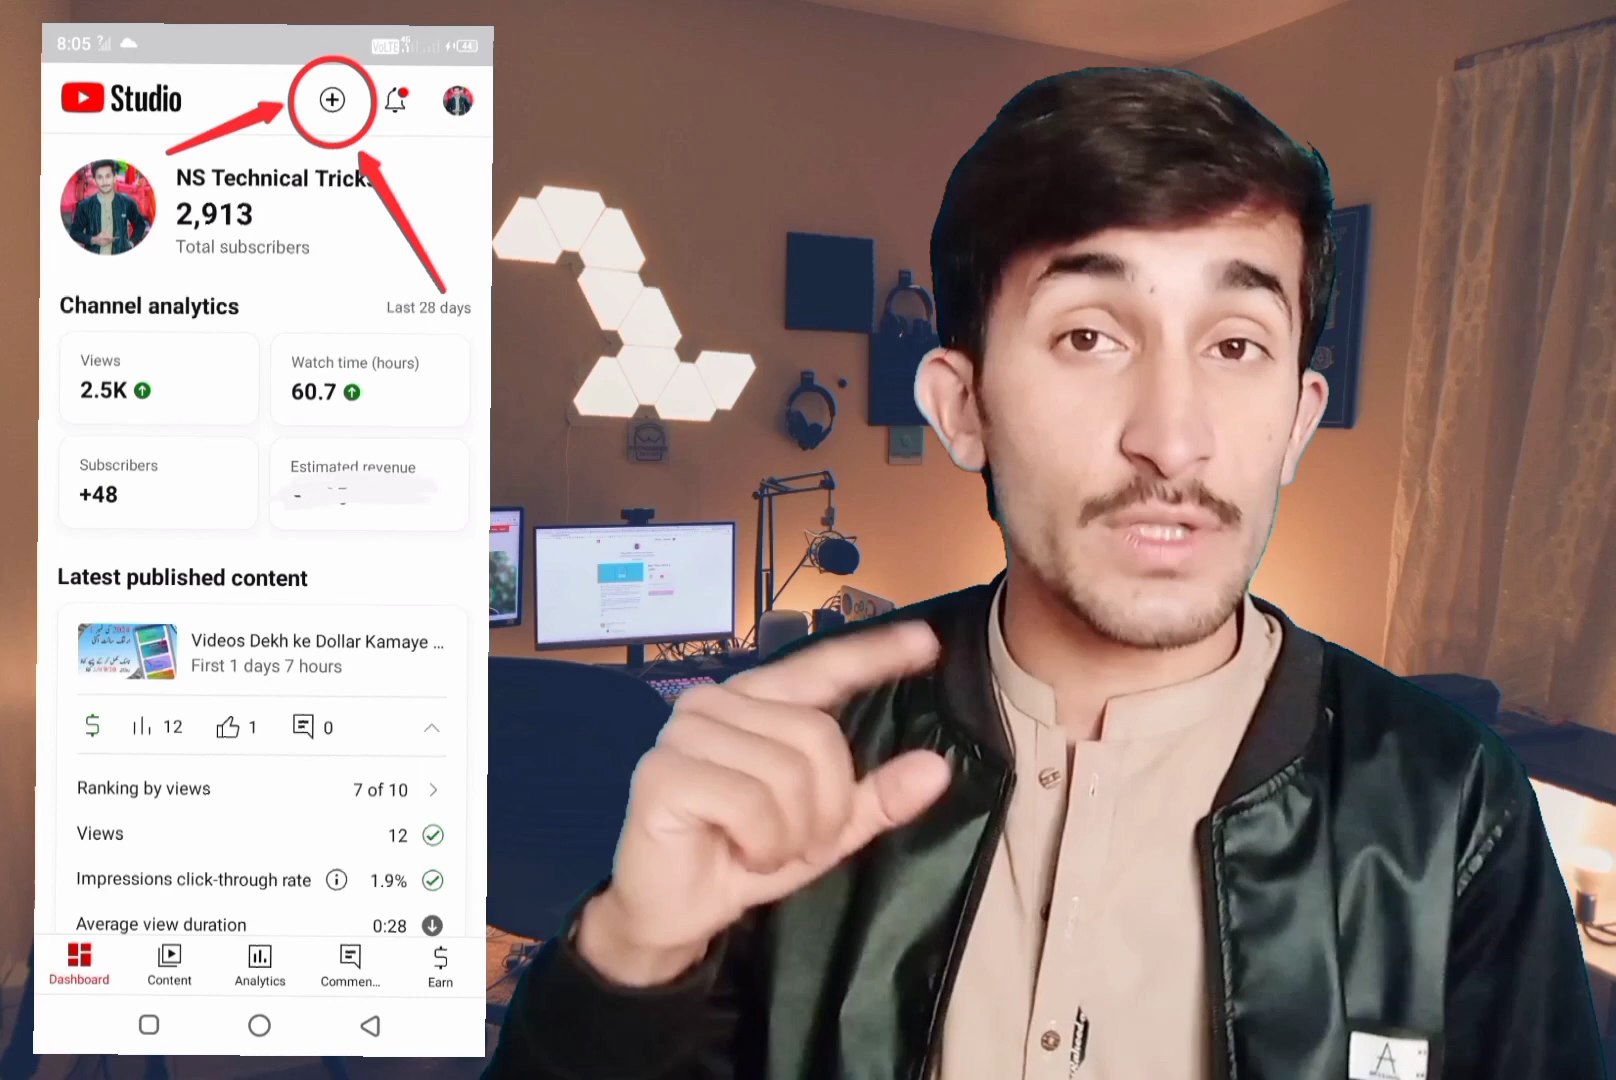 8:05
VoLTE 4G 44
Studio
NS Technical Tricks
2,913
Total subscribers
Channel analytics
Last 28 days
Views
2.5K
Watch time (hours)
60.7
Subscribers
+48
Estimated revenue
Latest published content
Videos Dekh ke Dollar Kamaye ...
First 1 days 7 hours
12 1 0
Ranking by views 7 of 10
Views 12
Impressions click-through rate 1.9%
Average view duration 0:28
Dashboard Content Analytics Commen... Earn
A